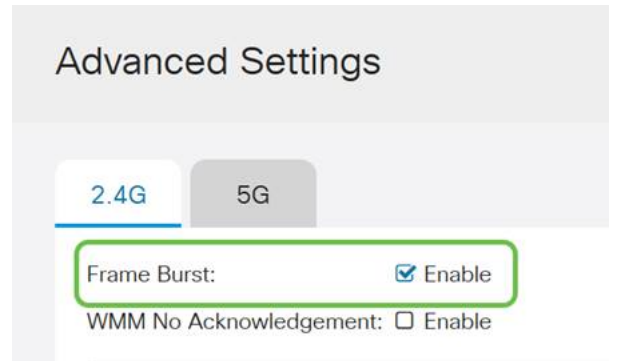 Advanced Settings
2.4G 5G
Frame Burst: Enable
WMM No Acknowledgement: Enable